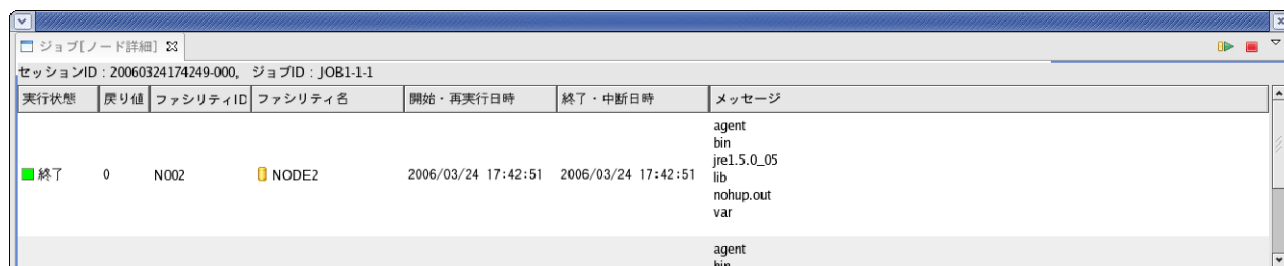 ジョブ[ノード詳細]
セッションID : 20060324174249-000, ジョブID : JOB1-1-1
実行状態 戻り値 ファシリティID ファシリティ名 開始・再実行日時 終了・中断日時 メッセージ
agent
bin
jre1.5.0_05
終了 0 N002 NODE2 2006/03/24 17:42:51 2006/03/24 17:42:51 lib
nohup.out
var
agent
bin